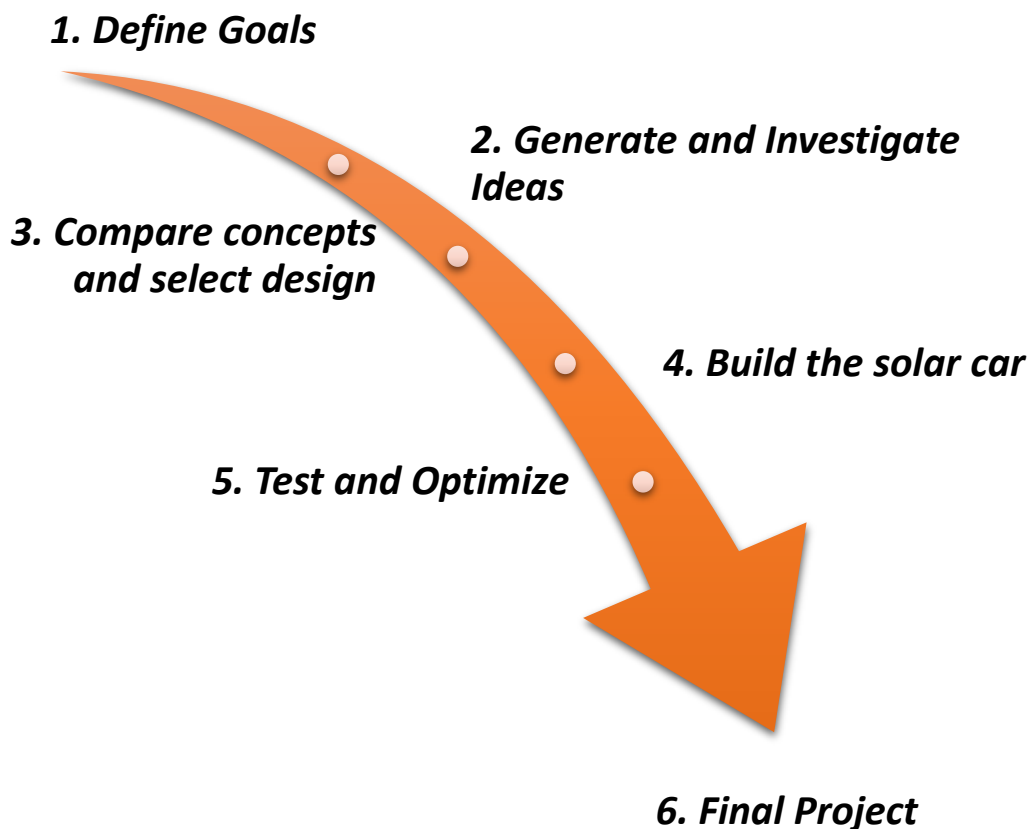 1. Define Goals
2. Generate and Investigate
Ideas
3. Compare concepts
and select design
4. Build the solar car
5. Test and Optimize
6. Final Project